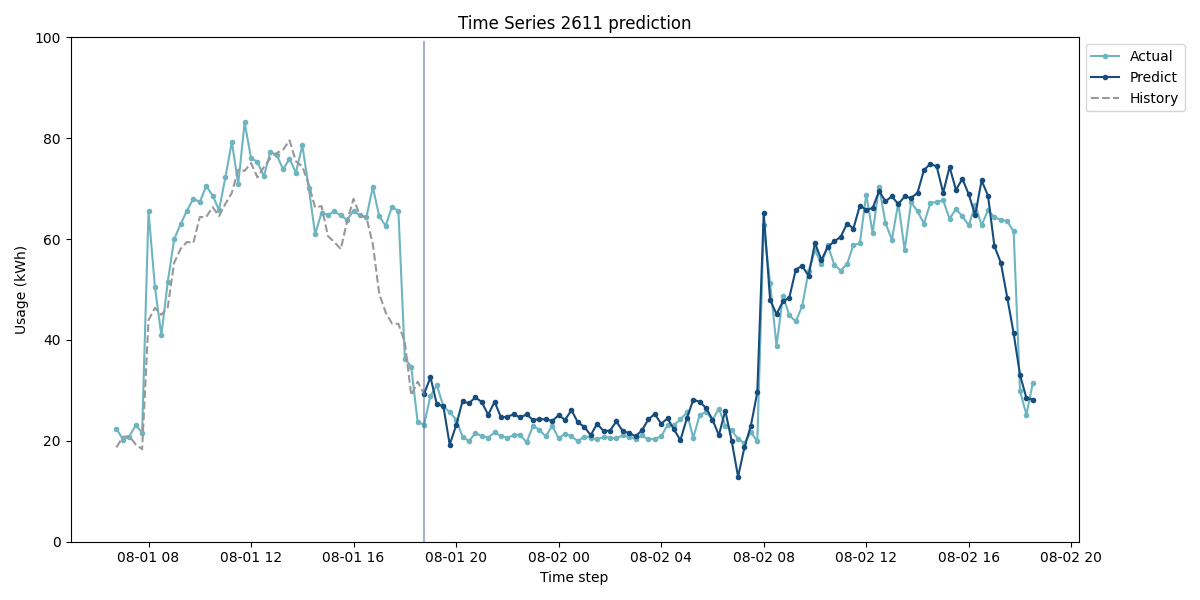 Time Series 2611 prediction
100
80
60
40
20
0
Usage (kWh)
08-01 08
08-01 12
08-01 16
08-01 20
08-02 00
08-02 04
08-02 08
08-02 12
08-02 16
08-02 20
Time step
Actual
Predict
History